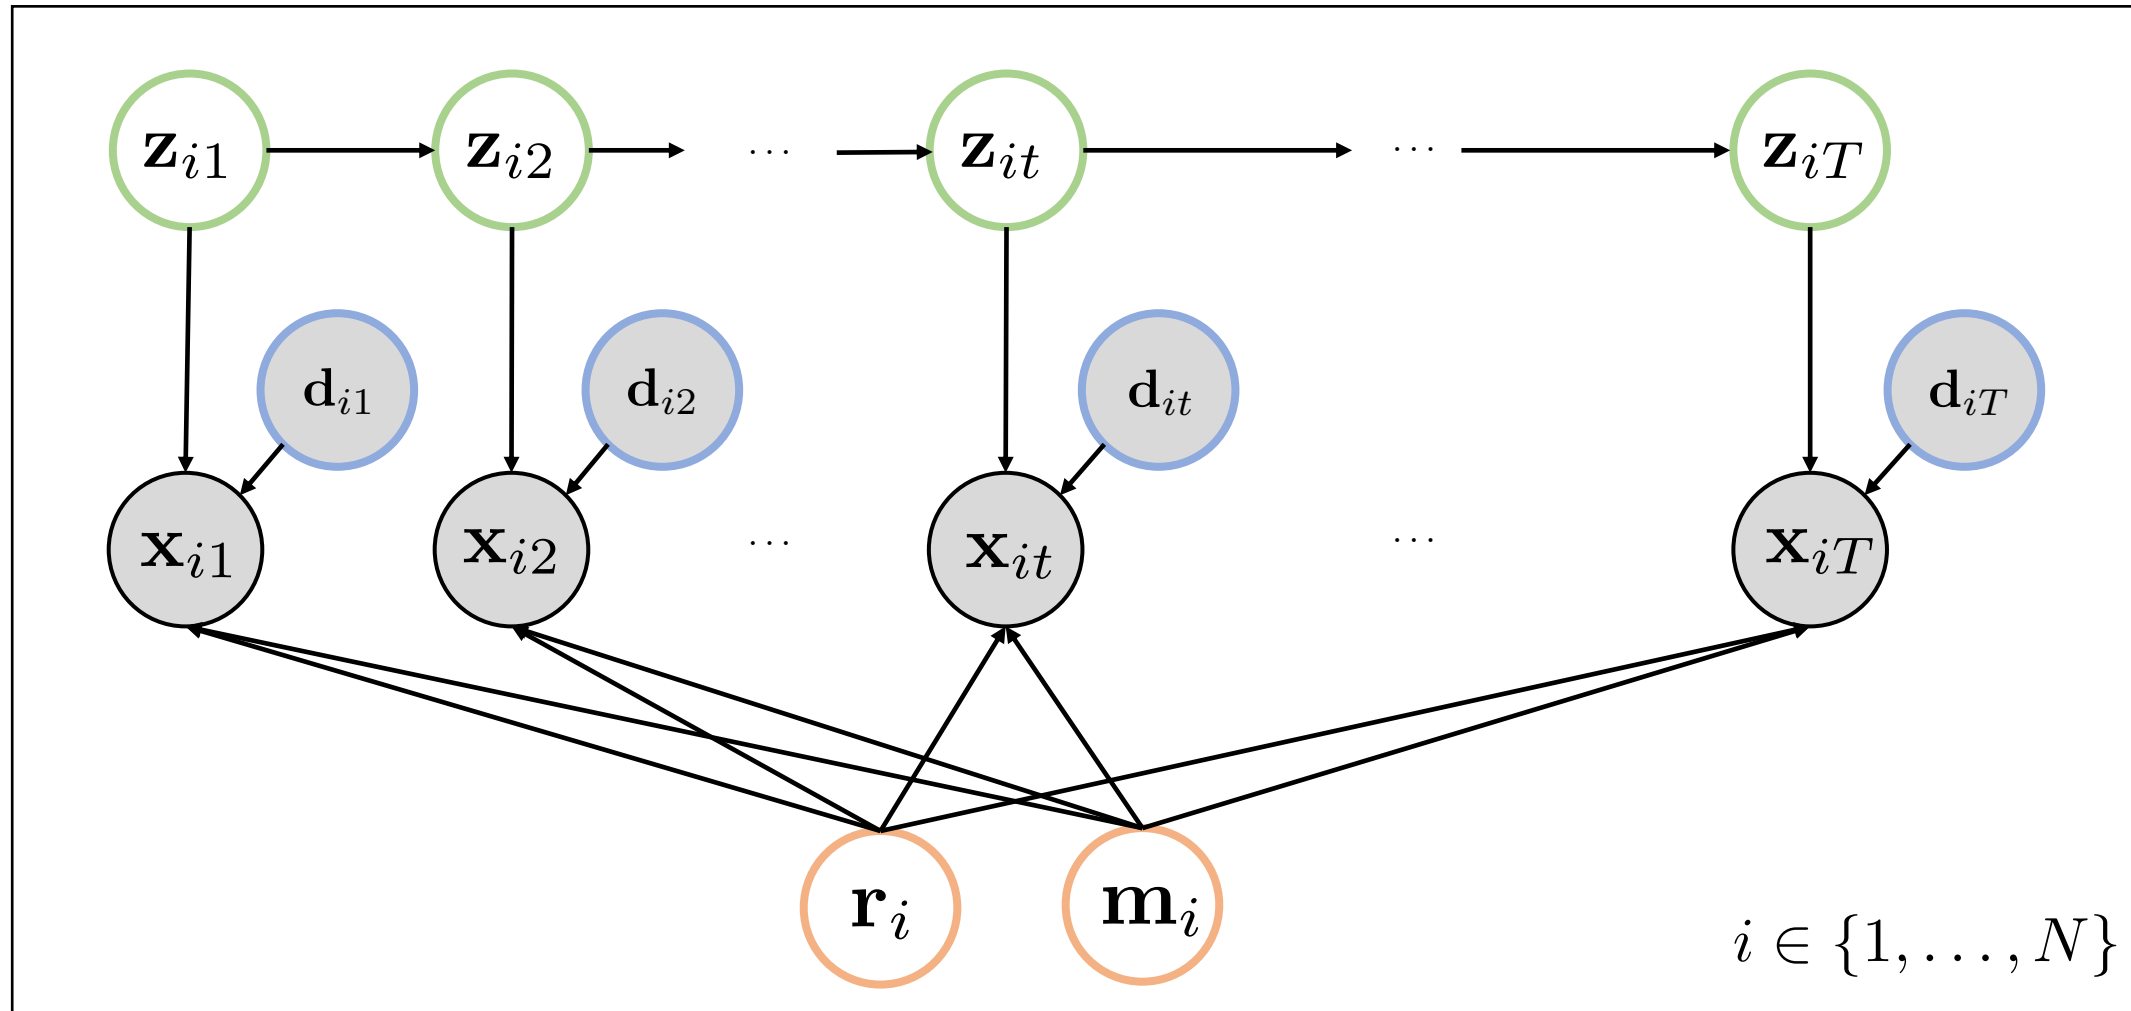 z_{i1} z_{i2} ... z_{it} ... z_{iT}
d_{i1} d_{i2} d_{it} d_{iT}
x_{i1} x_{i2} ... x_{it} ... x_{iT}
r_i m_i
i ∈ {1, ..., N}